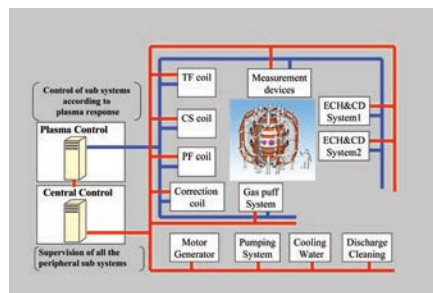 Control of sub systems
according to
plasma response
Plasma Control
Central Control
Supervision of all the
peripheral sub systems
TF coil
CS coil
PF coil
Correction
coil
Measurement
devices
Gas puff
System
ECH&CD
System1
ECH&CD
System2
Motor
Generator
Pumping
System
Cooling
Water
Discharge
Cleaning